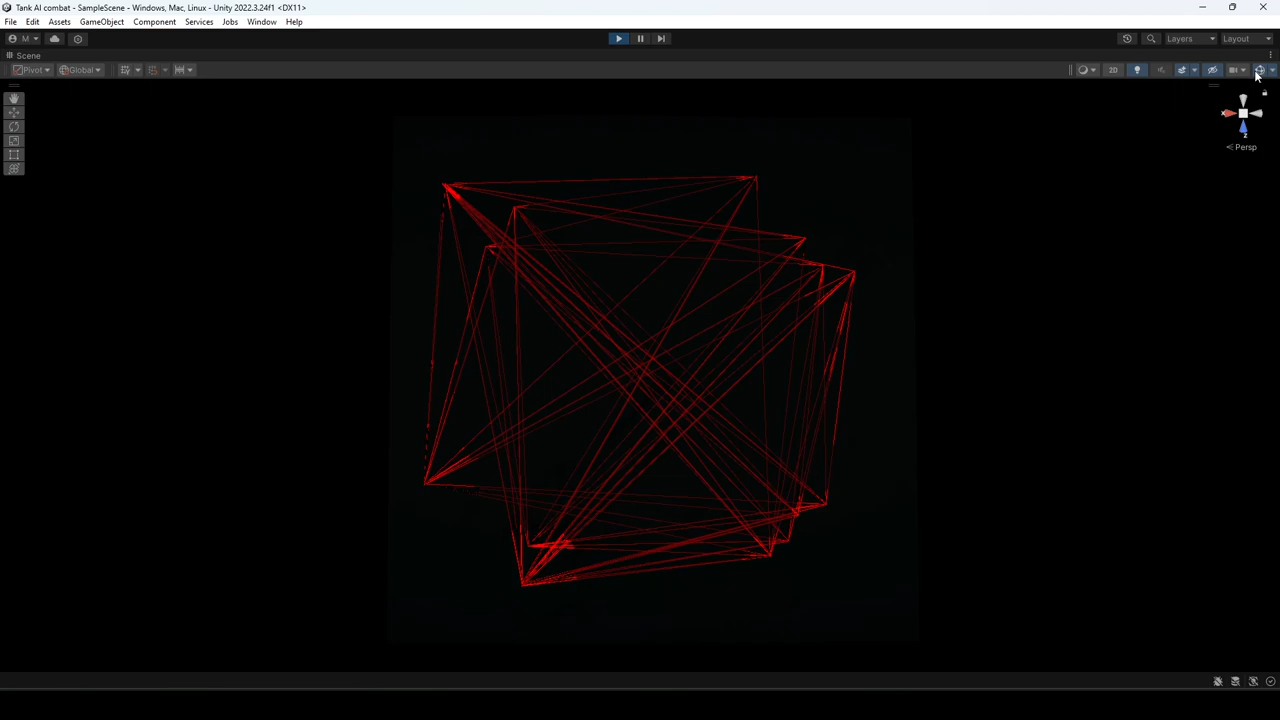 Tank AI combat - SampleScene - Windows, Mac, Linux - Unity 2022.3.24f1 <DX11>
File Edit Assets GameObject Component Services Jobs Window Help
M Layers Layout
Scene
Pivot Global 2D
x
z
Persp